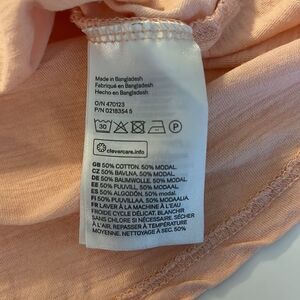 Made in Bangladesh
Fabriqué en Bangladesh
Hecho en Bangladesh
O/N 470123
P/N 0218354 5
30
P
clevercare.info
GB 50% COTTON. 50% MODAL.
CZ 50% BAVLNA. 50% MODAL.
DE 50% BAUMWOLLE. 50% MODAL.
EE 50% PUUVILL, 50% MODAAL.
ES 50% ALGODÓN. 50% modal.
FI 50% PUUVILLAA. 50% MODAALIA
FR LAVER À LA MACHINE À L'EAU
FROIDE CYCLE DÉLICAT. BLANCHIR
SANS CHLORE SI NÉCESSAIRE. SÉCHER
À L'AIR. REPASSER À TEMPÉRATURE
MOYENNE. NETTOYAGE À SEC. 50%